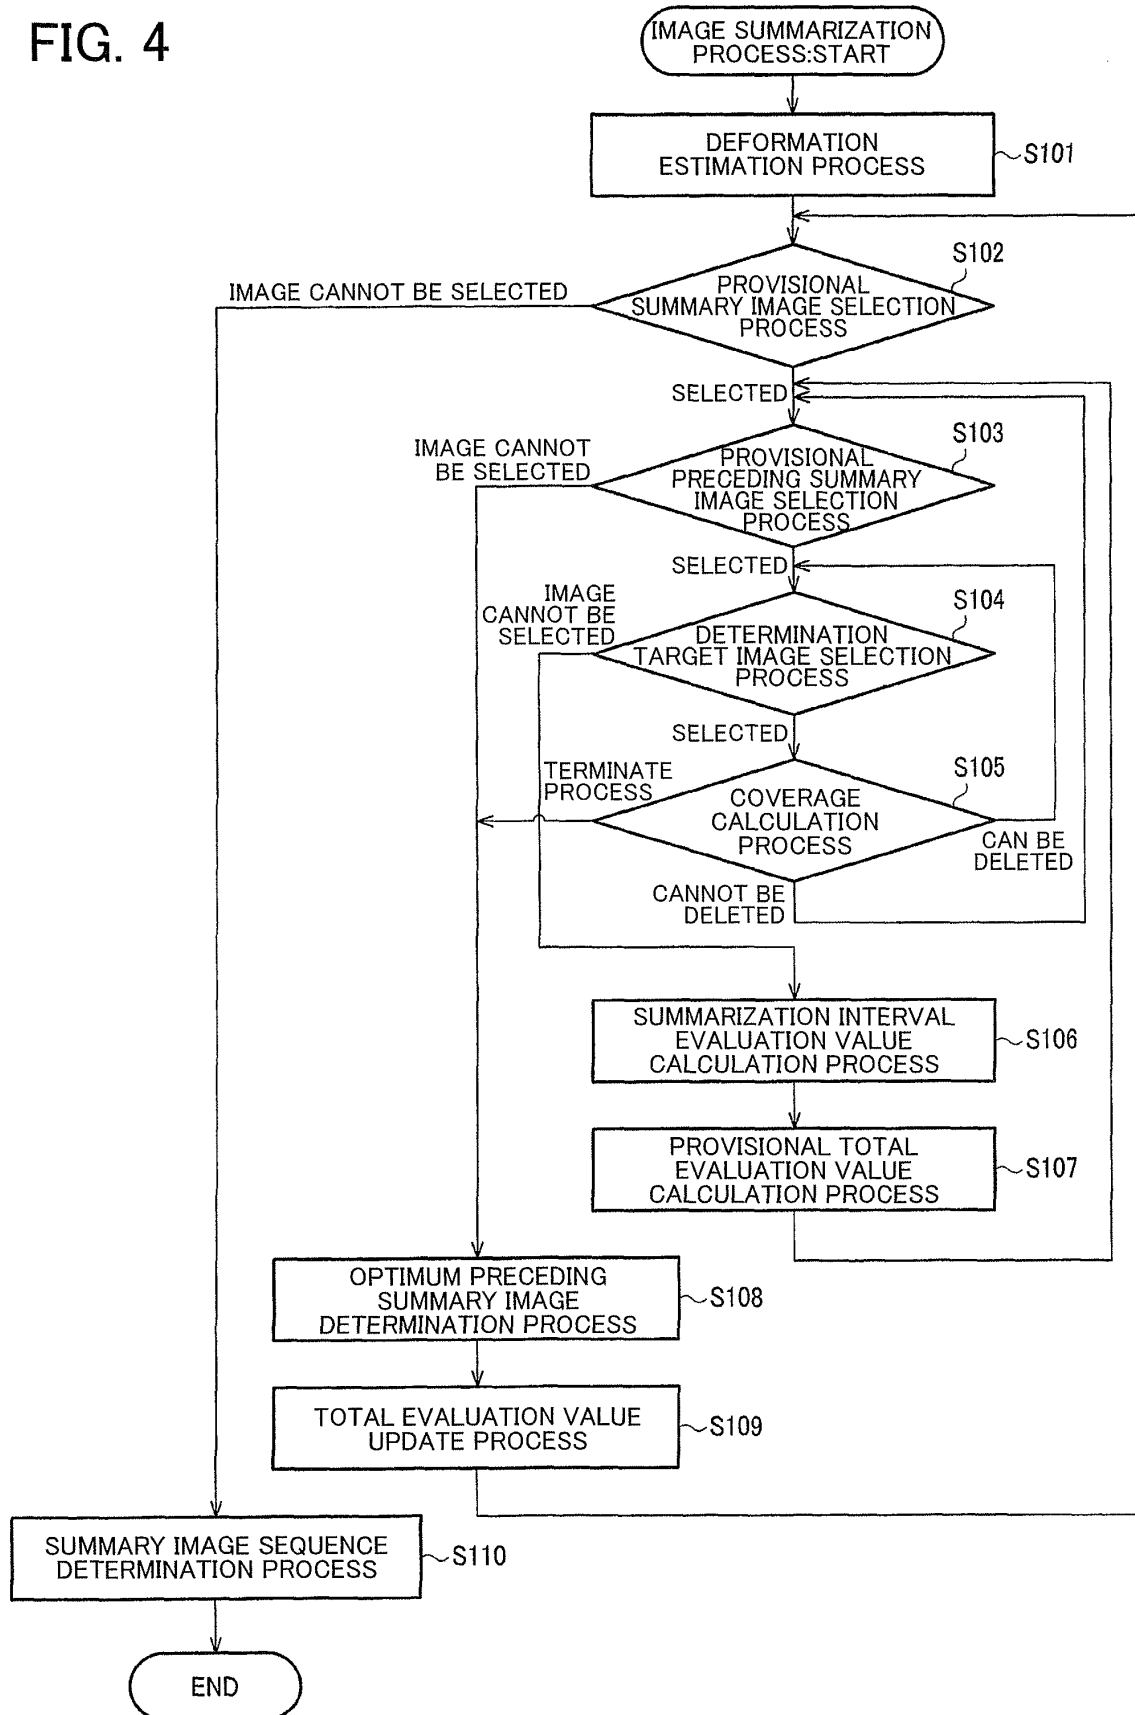 FIG. 4
IMAGE SUMMARIZATION
PROCESS:START
DEFORMATION
ESTIMATION PROCESS
S101
S102
IMAGE CANNOT BE SELECTED
PROVISIONAL
SUMMARY IMAGE SELECTION
PROCESS
SELECTED
S103
IMAGE CANNOT
BE SELECTED
PROVISIONAL
PRECEDING SUMMARY
IMAGE SELECTION
PROCESS
SELECTED
IMAGE
CANNOT BE
SELECTED
S104
DETERMINATION
TARGET IMAGE SELECTION
PROCESS
SELECTED
TERMINATE
PROCESS
S105
COVERAGE
CALCULATION
PROCESS
CAN BE
DELETED
CANNOT BE
DELETED
SUMMARIZATION INTERVAL
EVALUATION VALUE
CALCULATION PROCESS
S106
PROVISIONAL TOTAL
EVALUATION VALUE
CALCULATION PROCESS
S107
OPTIMUM PRECEDING
SUMMARY IMAGE
DETERMINATION PROCESS
S108
TOTAL EVALUATION VALUE
UPDATE PROCESS
S109
SUMMARY IMAGE SEQUENCE
DETERMINATION PROCESS
S110
END